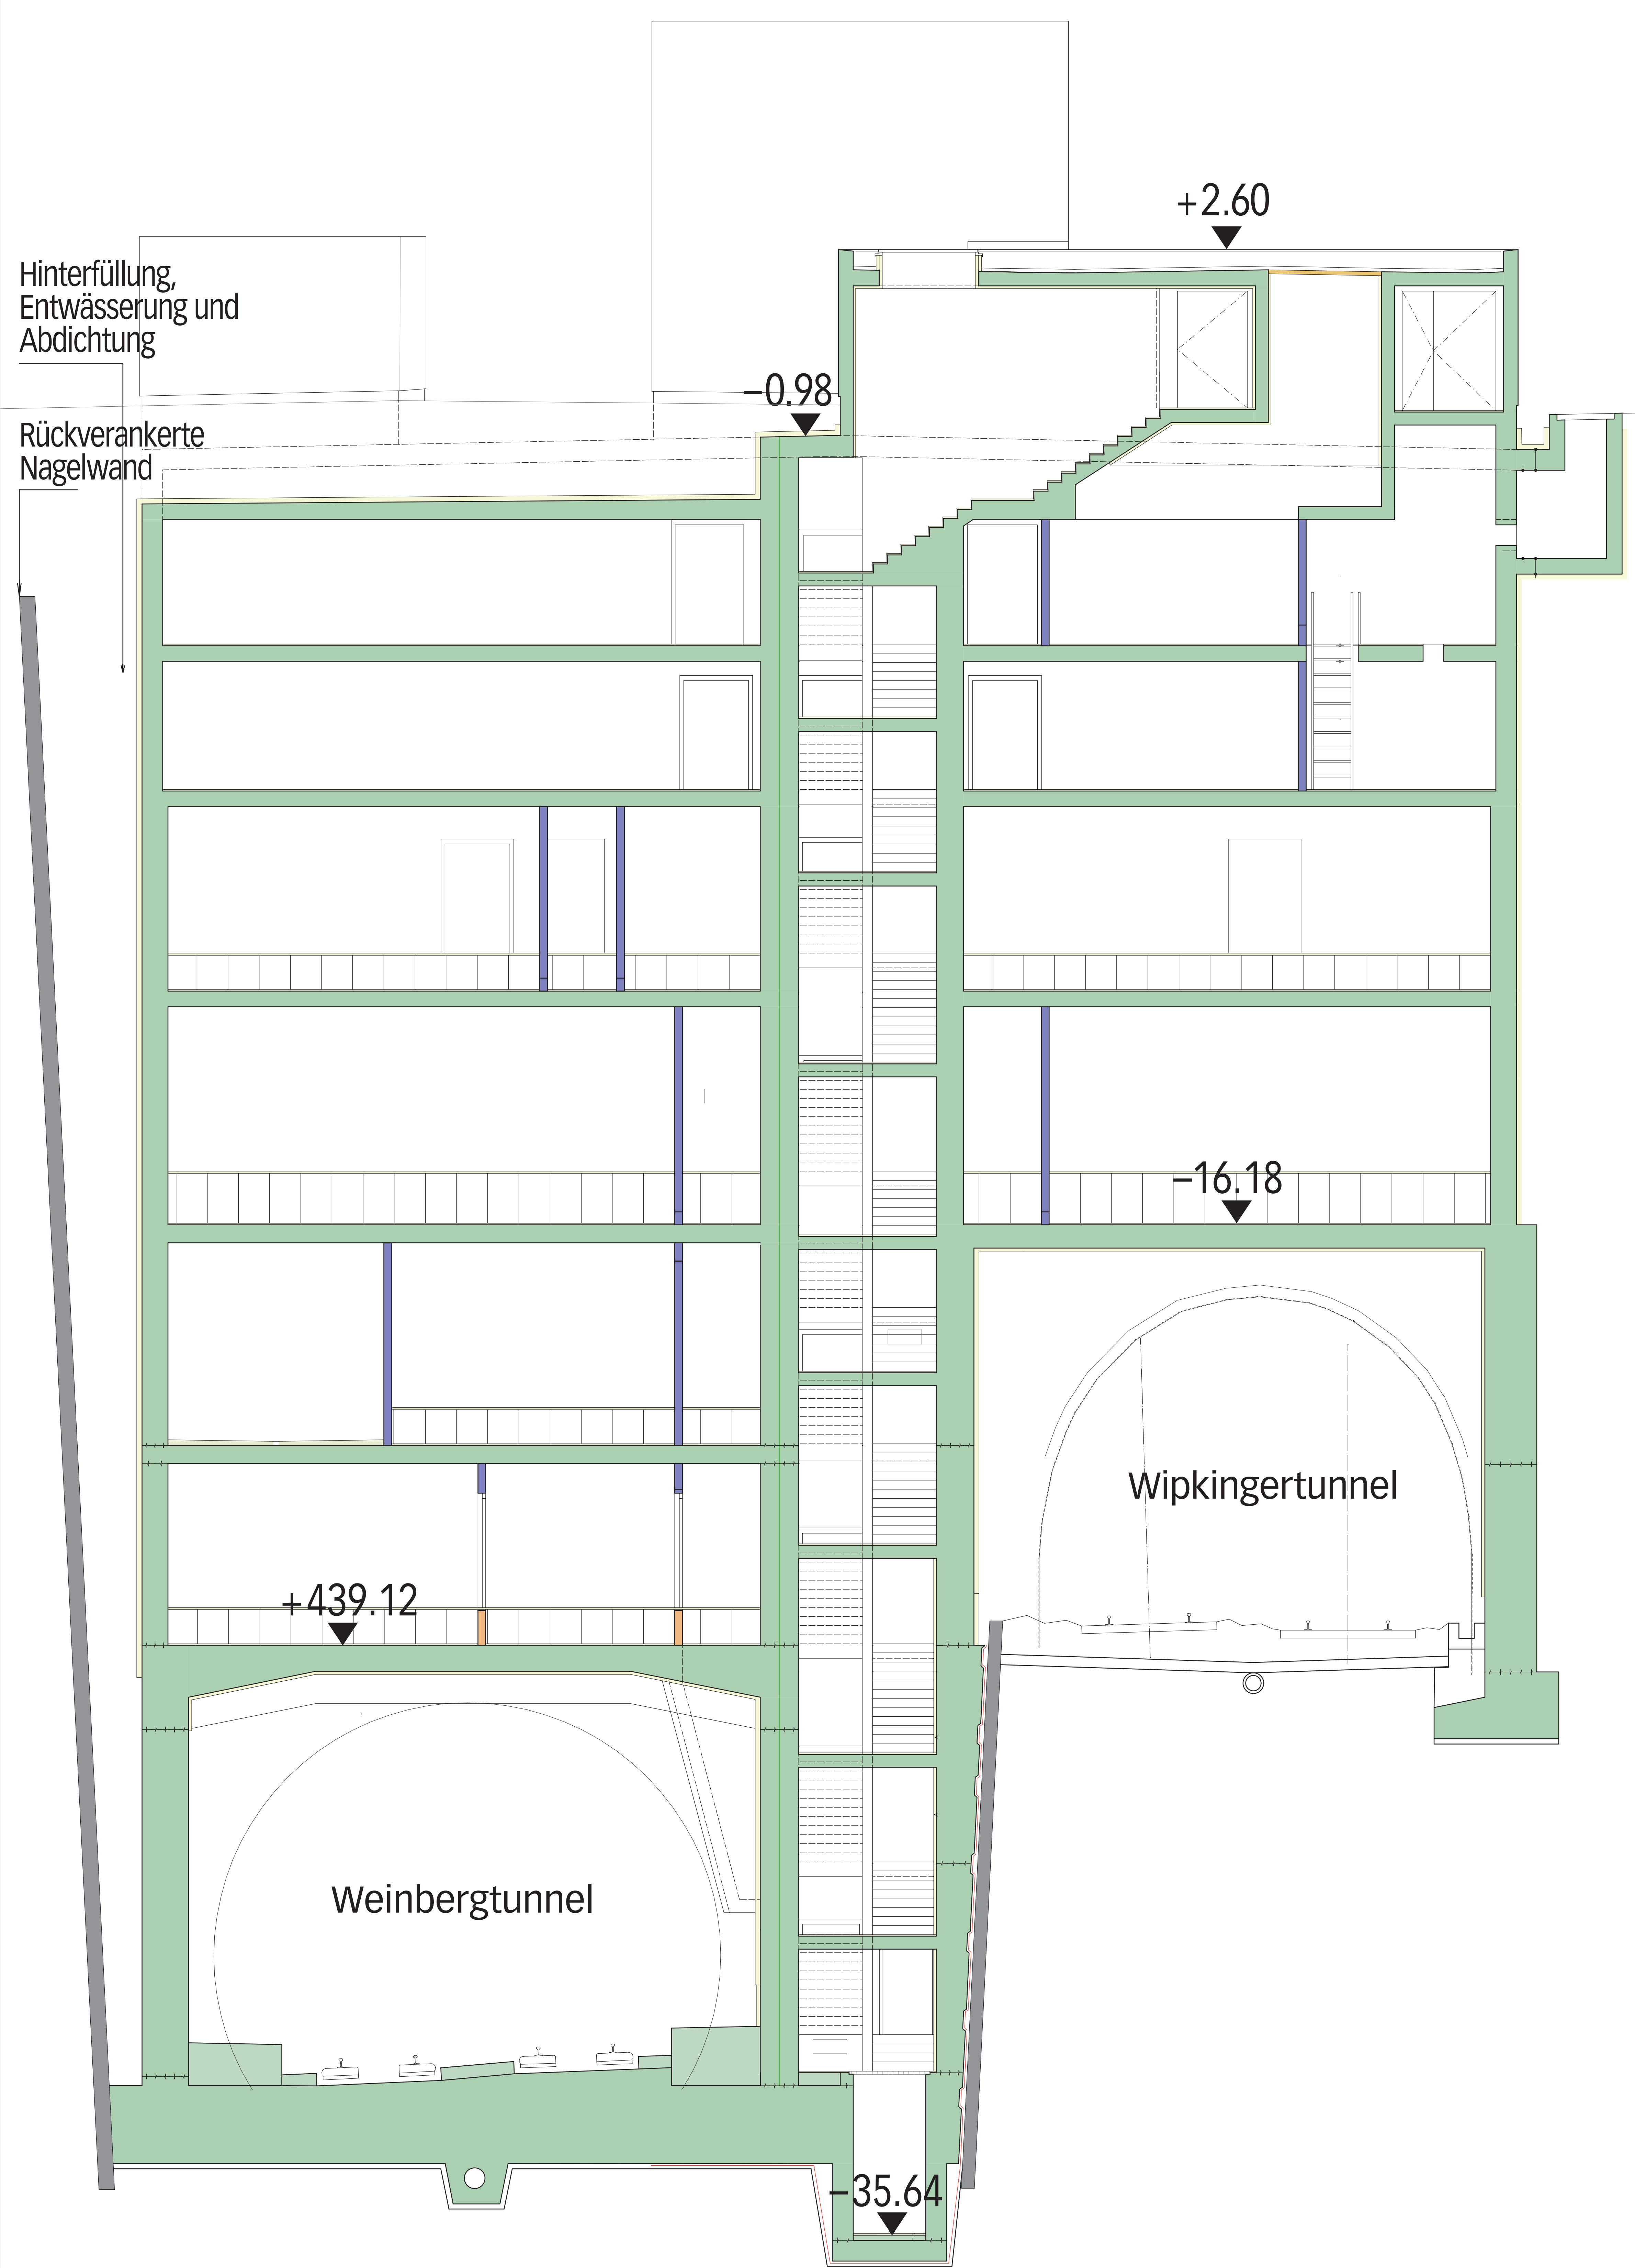 +2.60
Hinterfüllung,
Entwässerung und
Abdichtung
−0.98
Rückverankerte
Nagelwand
−16.18
Wipkingertunnel
+439.12
Weinbergtunnel
−35.64